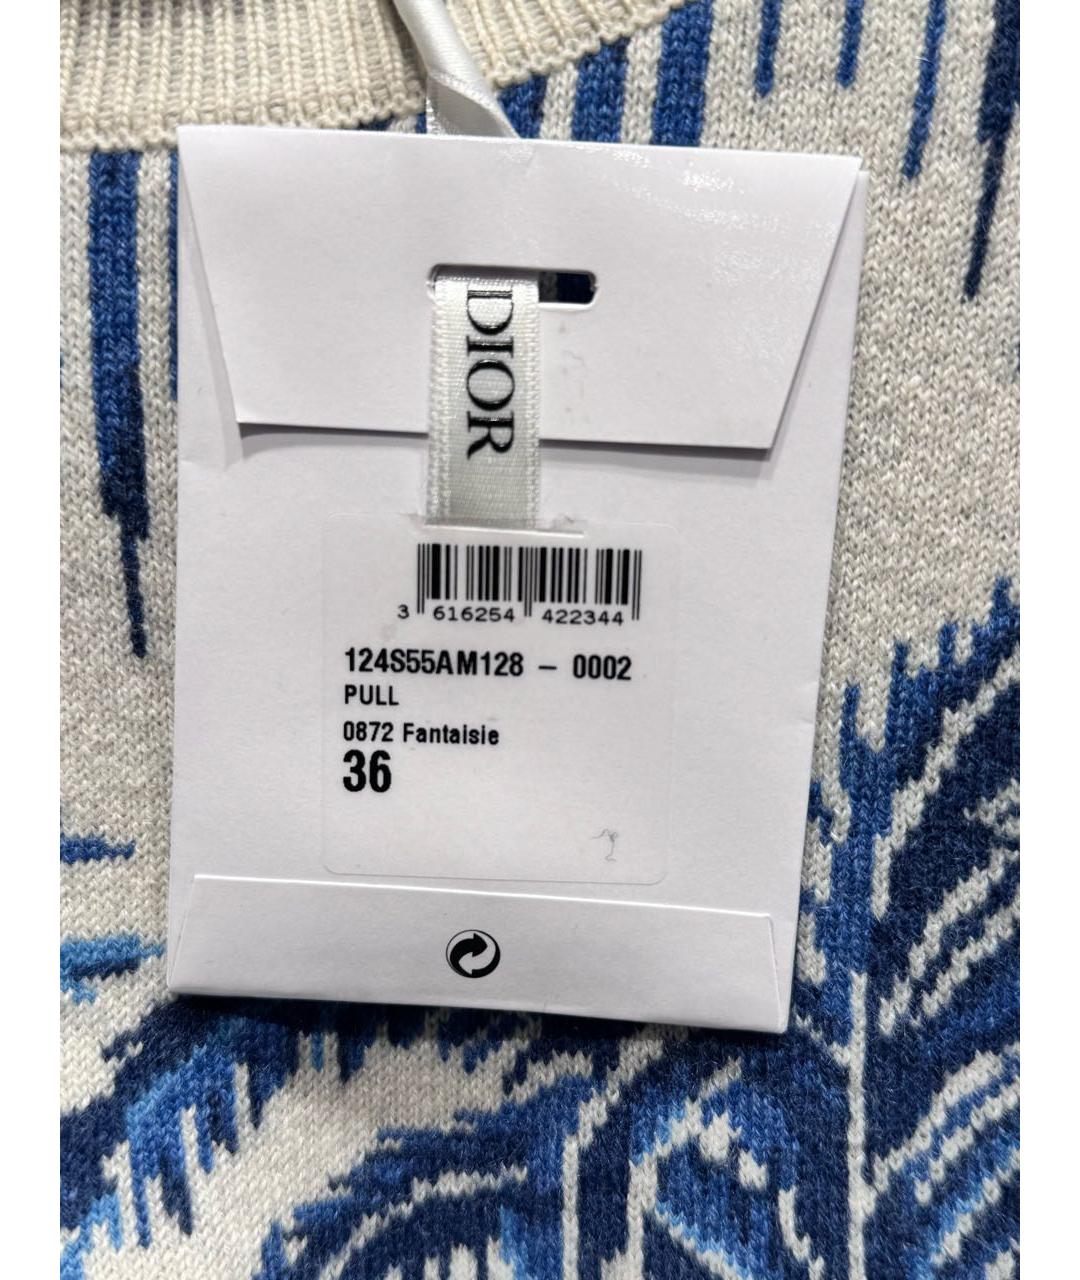 DIOR
3 616254 422344
124S55AM128 – 0002
PULL
0872 Fantaisie
36